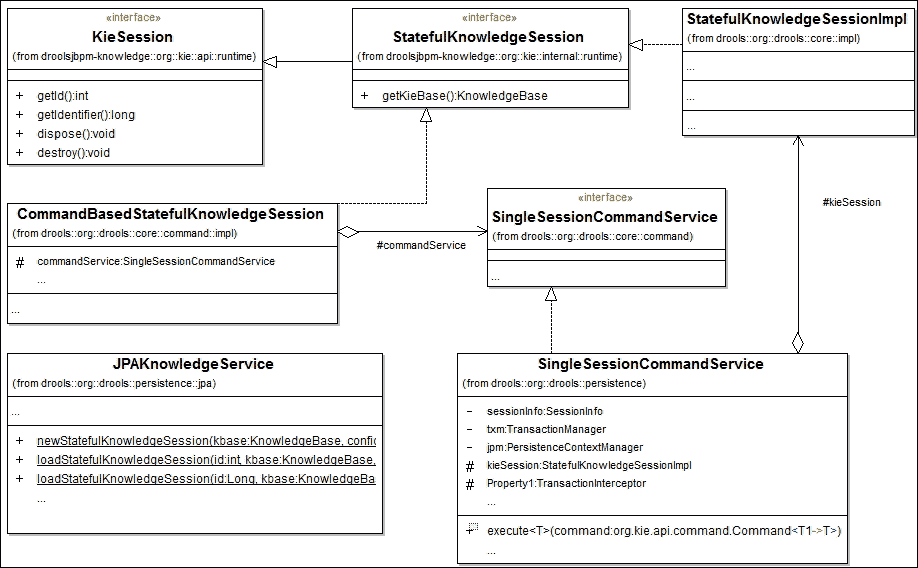 «interface»
KieSession
(from droolsjbpm-knowledge::org::kie::api::runtime)
+ getId():int
+ getIdentifier():long
+ dispose():void
+ destroy():void
«interface»
StatefulKnowledgeSession
(from droolsjbpm-knowledge::org::kie::internal::runtime)
+ getKieBase():KnowledgeBase
StatefulKnowledgeSessionImpl
(from drools::org::drools::core::impl)
...
...
...
CommandBasedStatefulKnowledgeSession
(from drools::org::drools::core::command::impl)
# commandService:SingleSessionCommandService
...
...
#commandService
«interface»
SingleSessionCommandService
(from drools::org::drools::core::command)
...
#kieSession
JPAKnowledgeService
(from drools::org::drools::persistence::jpa)
...
+ newStatefulKnowledgeSession(kbase:KnowledgeBase, config
+ loadStatefulKnowledgeSession(id:int, kbase:KnowledgeBase,
+ loadStatefulKnowledgeSession(id:Long, kbase:KnowledgeBa
...
SingleSessionCommandService
(from drools::org::drools::persistence)
- sessionInfo:SessionInfo
- txm:TransactionManager
- jpm:PersistenceContextManager
# kieSession:StatefulKnowledgeSessionImpl
# Property1:TransactionInterceptor
...
+ execute<T>(command:org.kie.api.command.Command<T1->T>)
...